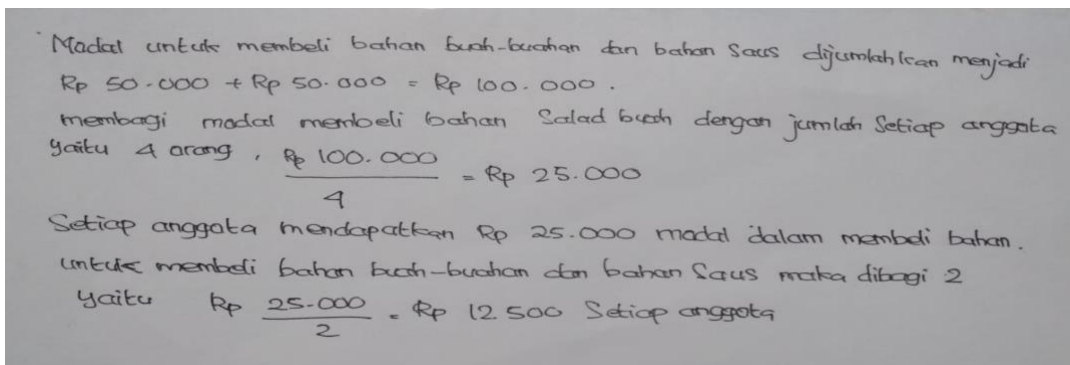 Modal untuk membeli bahan buah-buahan dan bahan Saus dijumlahkan menjadi
Rp 50.000 + Rp 50.000 = Rp 100.000.
membagi modal membeli bahan Salad buah dengan jumlah Setiap anggota
yaitu 4 orang, Rp 100.000 / 4 = Rp 25.000
Setiap anggota mendapatkan Rp 25.000 modal dalam membeli bahan.
untuk membeli bahan buah-buahan dan bahan Saus maka dibagi 2
yaitu Rp 25.000 / 2 = Rp 12.500 Setiap anggota